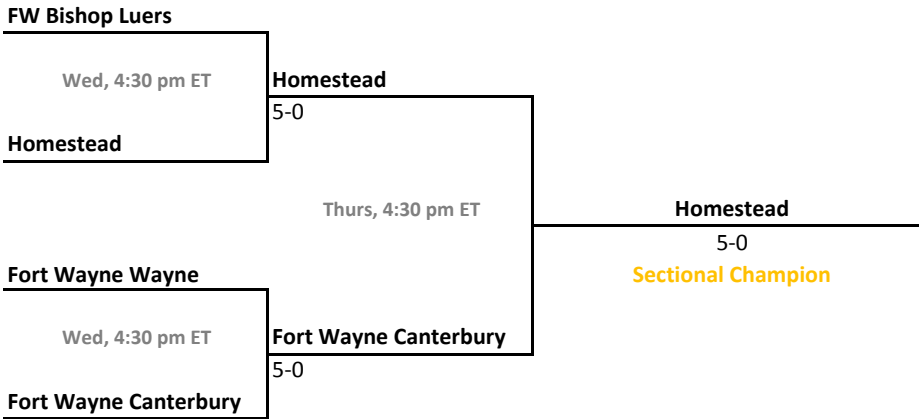 FW Bishop Luers
Wed, 4:30 pm ET
Homestead
5-0
Homestead
Thurs, 4:30 pm ET
Homestead
5-0
Sectional Champion
Fort Wayne Wayne
Wed, 4:30 pm ET
Fort Wayne Canterbury
5-0
Fort Wayne Canterbury